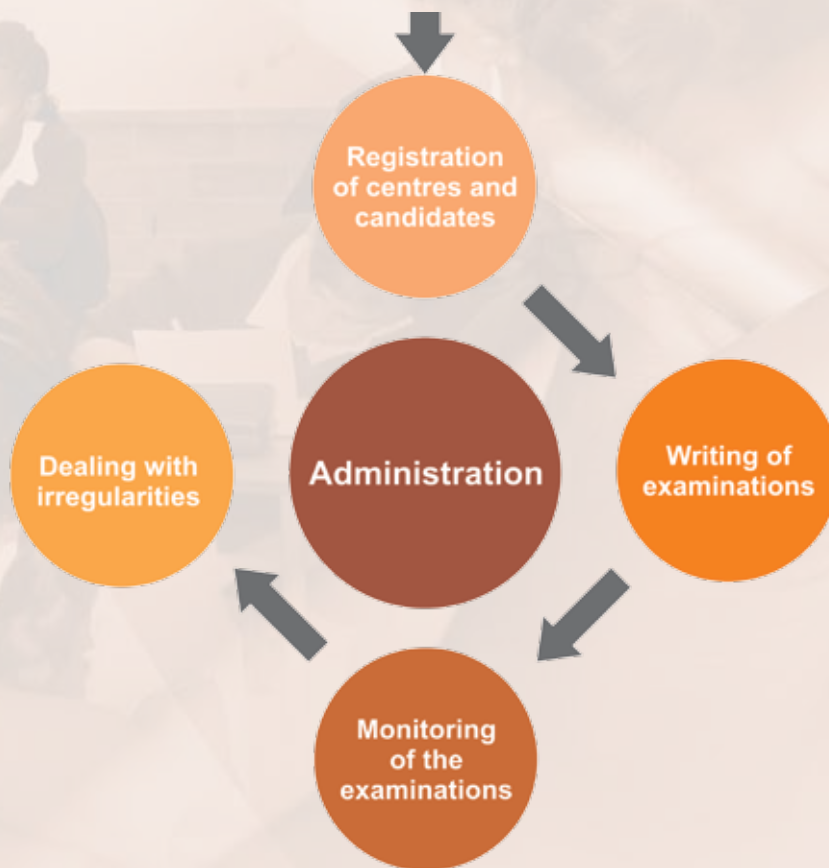 Registration
of centres and
candidates
Administration
Writing of
examinations
Dealing with
irregularities
Monitoring
of the
examinations